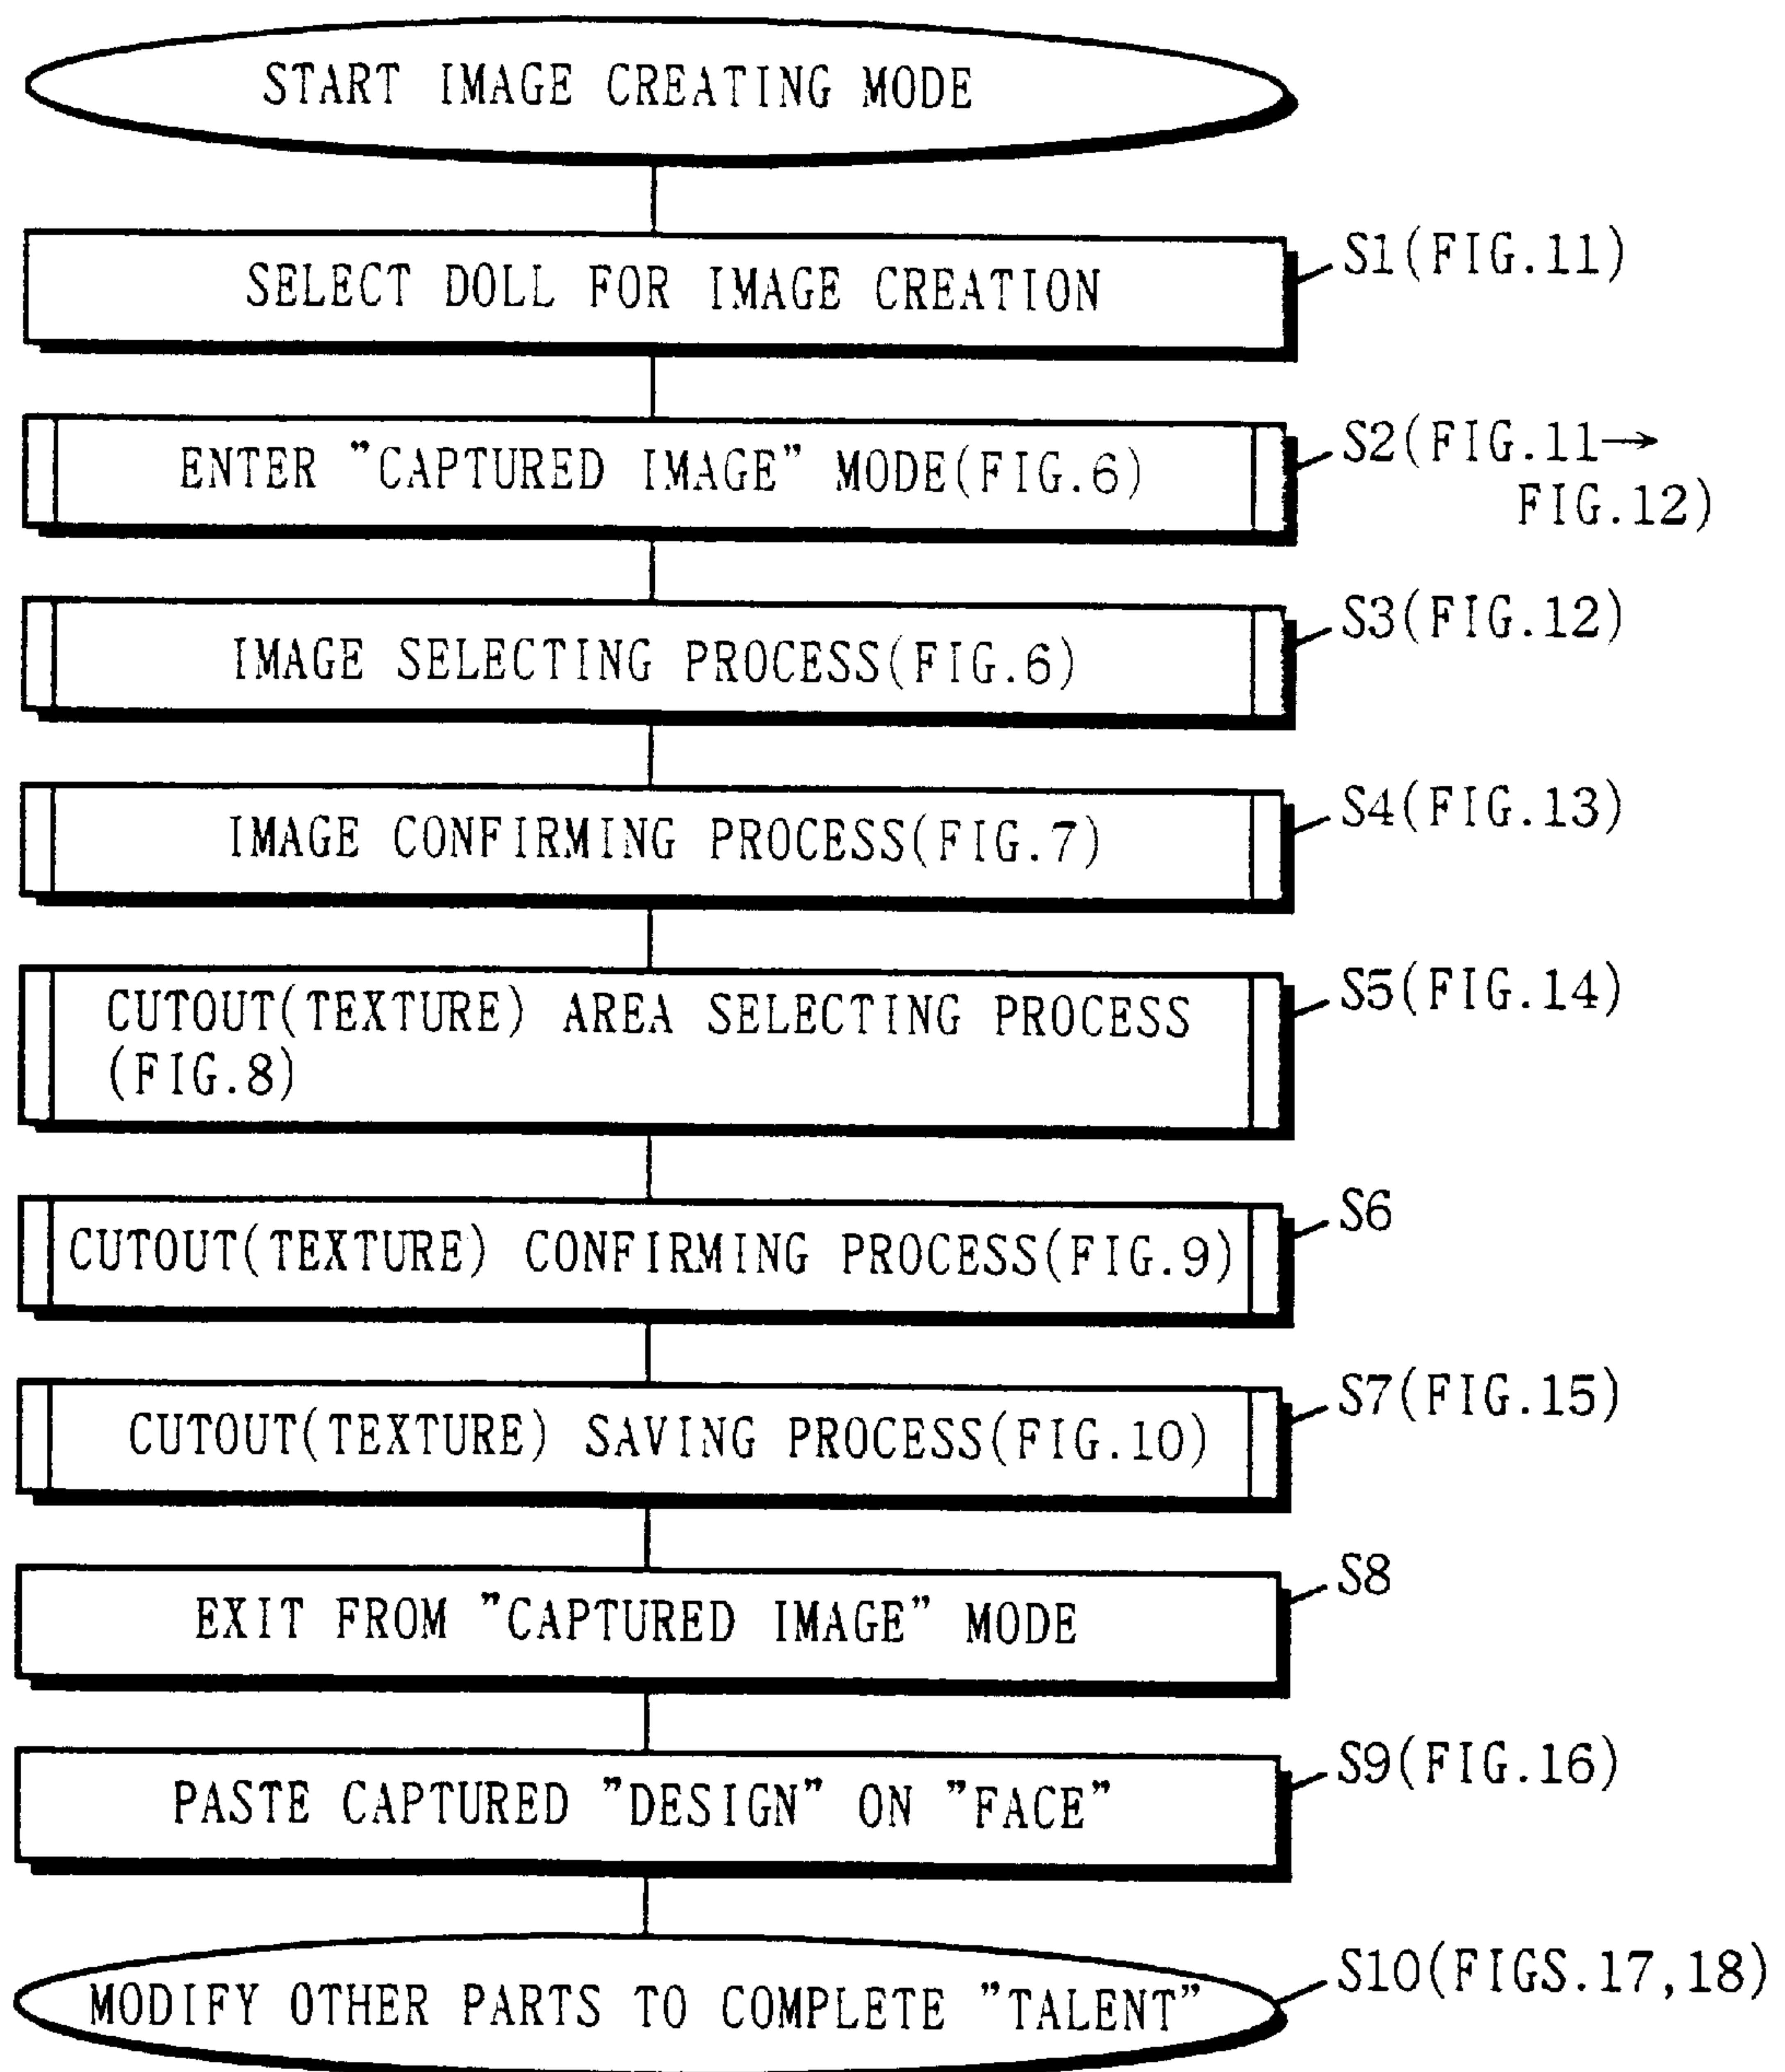 START IMAGE CREATING MODE
SELECT DOLL FOR IMAGE CREATION
S1(FIG.11)
ENTER "CAPTURED IMAGE" MODE(FIG.6)
S2(FIG.11→
FIG.12)
IMAGE SELECTING PROCESS(FIG.6)
S3(FIG.12)
IMAGE CONFIRMING PROCESS(FIG.7)
S4(FIG.13)
CUTOUT(TEXTURE) AREA SELECTING PROCESS
(FIG.8)
S5(FIG.14)
CUTOUT(TEXTURE) CONFIRMING PROCESS(FIG.9)
S6
CUTOUT(TEXTURE) SAVING PROCESS(FIG.10)
S7(FIG.15)
EXIT FROM "CAPTURED IMAGE" MODE
S8
PASTE CAPTURED "DESIGN" ON "FACE"
S9(FIG.16)
MODIFY OTHER PARTS TO COMPLETE "TALENT"
S10(FIGS.17,18)